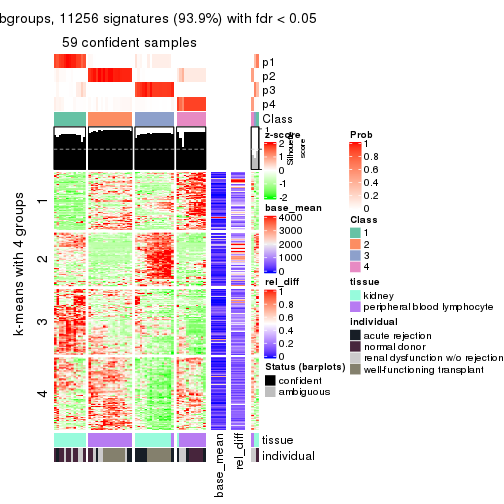 bgroups, 11256 signatures (93.9%) with fdr < 0.05
59 confident samples
p1
p2
p3
p4
Class
1
Silhouette
score
k-means with 4 groups
1
2
3
4
tissue
individual
base_mean
rel_diff
z-score
2
1
0
-1
-2
base_mean
4000
3000
2000
1000
0
rel_diff
1
0.8
0.6
0.4
0.2
0
Status (barplots)
confident
ambiguous
Prob
1
0.8
0.6
0.4
0.2
0
Class
1
2
3
4
tissue
kidney
peripheral blood lymphocyte
individual
acute rejection
normal donor
renal dysfunction w/o rejection
well-functioning transplant